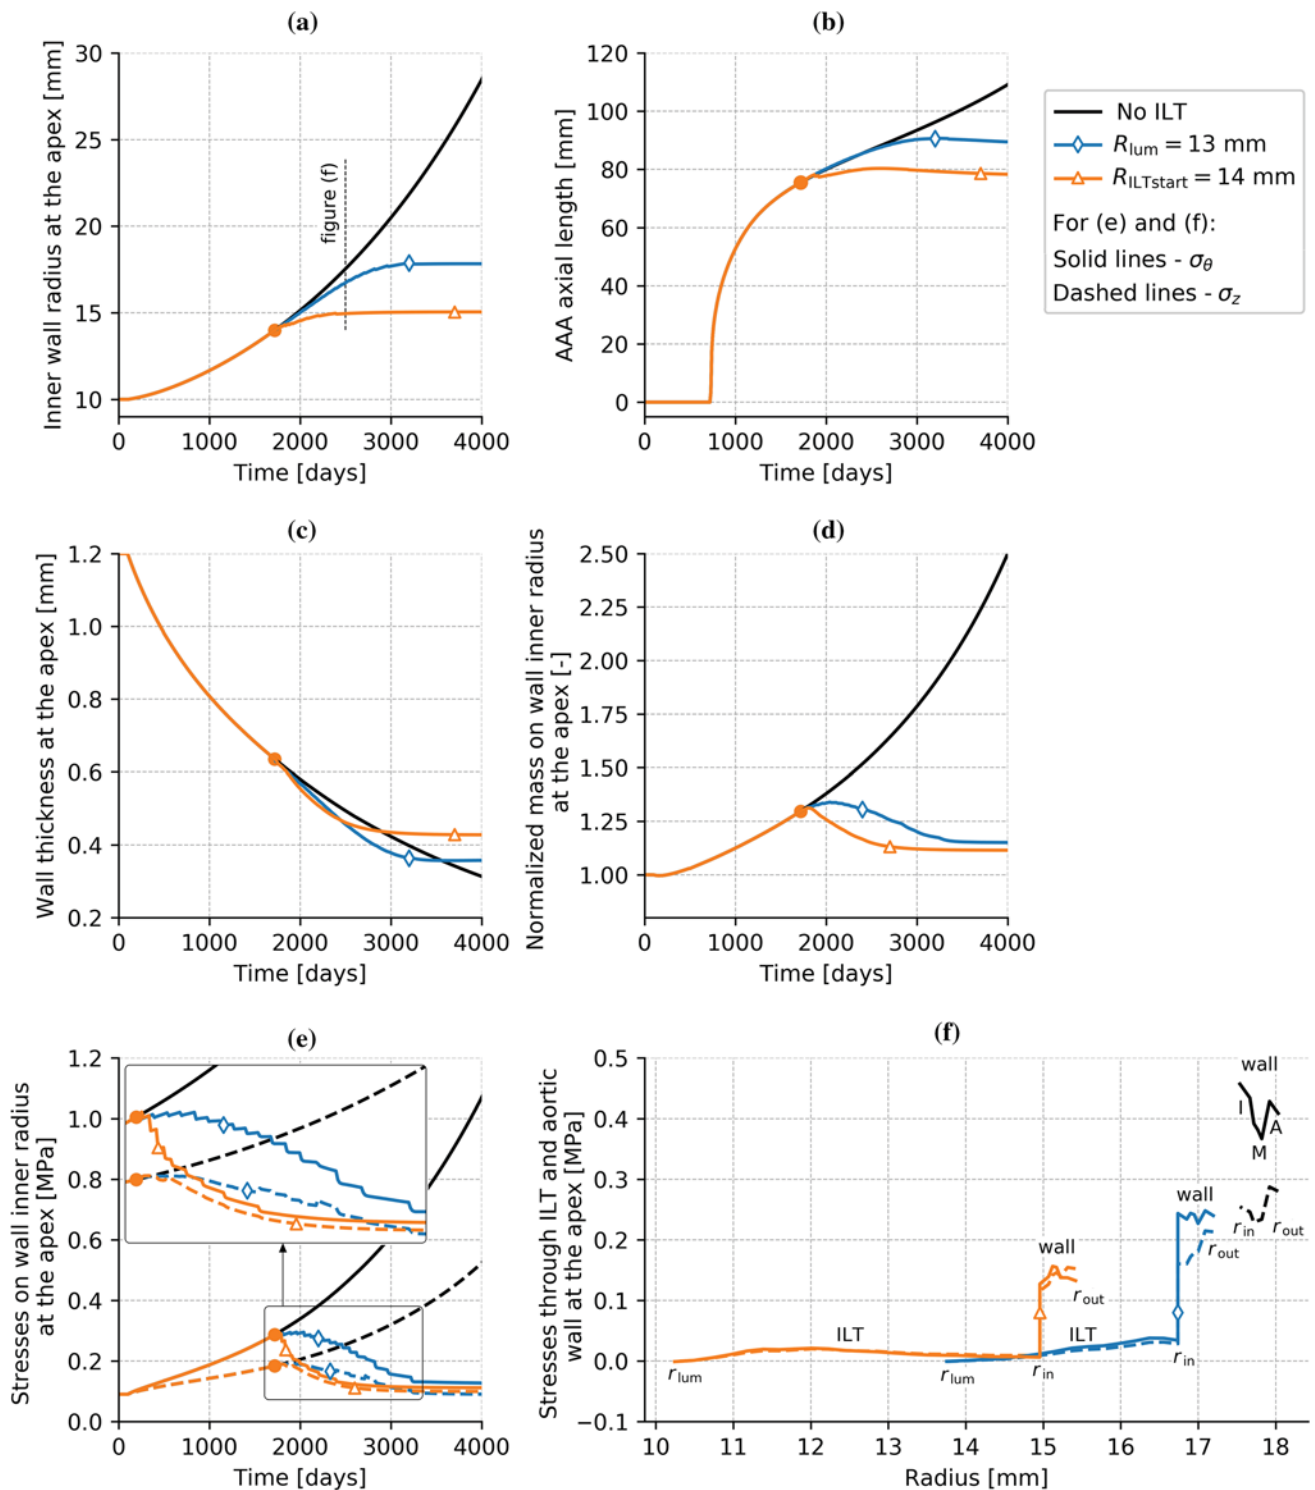 (a)
Inner wall radius at the apex [mm]
30
25
20
15
10
figure (f)
0 1000 2000 3000 4000
Time [days]
(b)
AAA axial length [mm]
120
100
80
60
40
20
0
0 1000 2000 3000 4000
Time [days]
No ILT
R_lum = 13 mm
R_ILTstart = 14 mm
For (e) and (f):
Solid lines - σ_θ
Dashed lines - σ_z
(c)
Wall thickness at the apex [mm]
1.2
1.0
0.8
0.6
0.4
0.2
0 1000 2000 3000 4000
Time [days]
(d)
Normalized mass on wall inner radius
at the apex [-]
2.50
2.25
2.00
1.75
1.50
1.25
1.00
0 1000 2000 3000 4000
Time [days]
(e)
Stresses on wall inner radius
at the apex [MPa]
1.2
1.0
0.8
0.6
0.4
0.2
0.0
0 1000 2000 3000 4000
Time [days]
(f)
Stresses through ILT and aortic
wall at the apex [MPa]
0.5
0.4
0.3
0.2
0.1
0.0
−0.1
wall
I
A
M
r_in
r_out
wall
r_out
wall
r_out
ILT
ILT
r_lum
r_lum
r_in
r_in
10 11 12 13 14 15 16 17 18
Radius [mm]